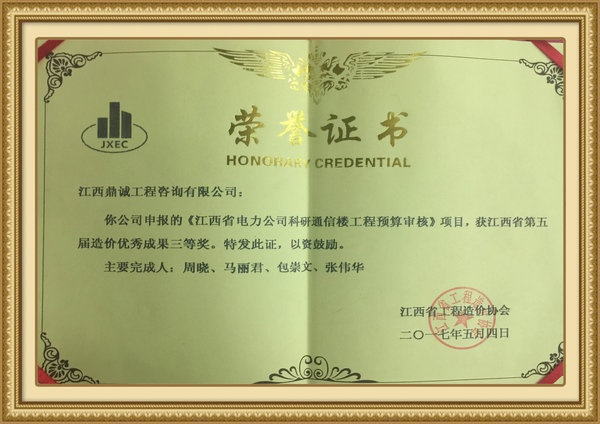 JXEC
荣誉证书
HONORARY CREDENTIAL
江西鼎诚工程咨询有限公司：
你公司申报的《江西省电力公司科研通信楼工程预算审核》项目，获江西省第五
届造价优秀成果三等奖。特发此证，以资鼓励。
主要完成人：周晓、马丽君、包崇文、张伟华
江西省工程造价协会
二〇一七年五月四日